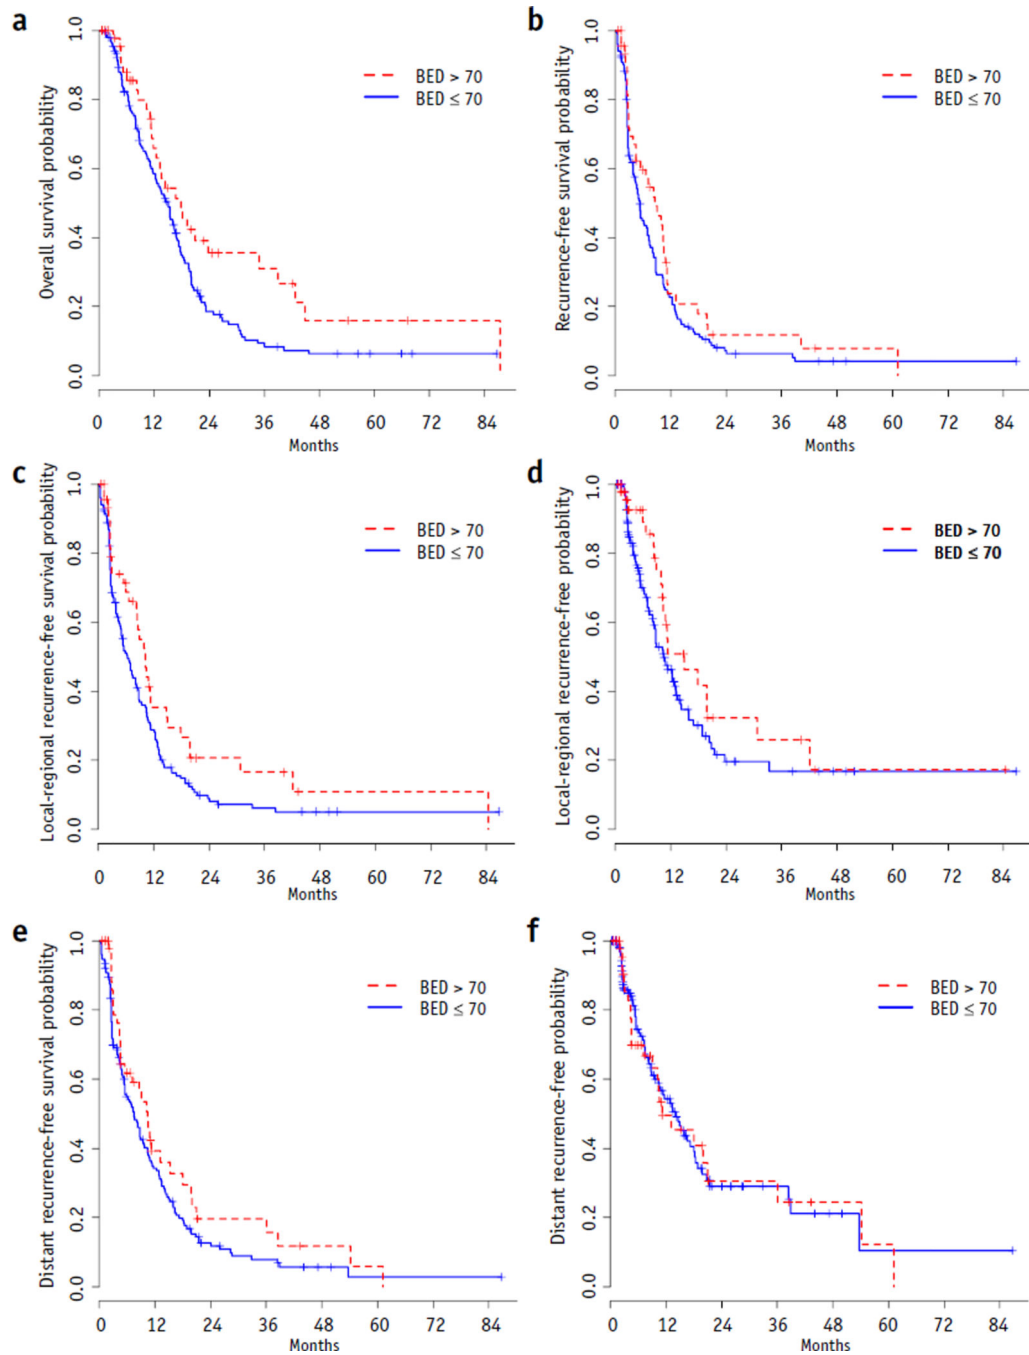 a
Overall survival probability
1.0
0.8
0.6
0.4
0.2
0.0
BED > 70
BED ≤ 70
0 12 24 36 48 60 72 84
Months
b
Recurrence-free survival probability
1.0
0.8
0.6
0.4
0.2
0.0
BED > 70
BED ≤ 70
0 12 24 36 48 60 72 84
Months
c
Local-regional recurrence-free survival probability
1.0
0.8
0.6
0.4
0.2
0.0
BED > 70
BED ≤ 70
0 12 24 36 48 60 72 84
Months
d
Local-regional recurrence-free probability
1.0
0.8
0.6
0.4
0.2
0.0
BED > 70
BED ≤ 70
0 12 24 36 48 60 72 84
Months
e
Distant recurrence-free survival probability
1.0
0.8
0.6
0.4
0.2
0.0
BED > 70
BED ≤ 70
0 12 24 36 48 60 72 84
Months
f
Distant recurrence-free probability
1.0
0.8
0.6
0.4
0.2
0.0
BED > 70
BED ≤ 70
0 12 24 36 48 60 72 84
Months